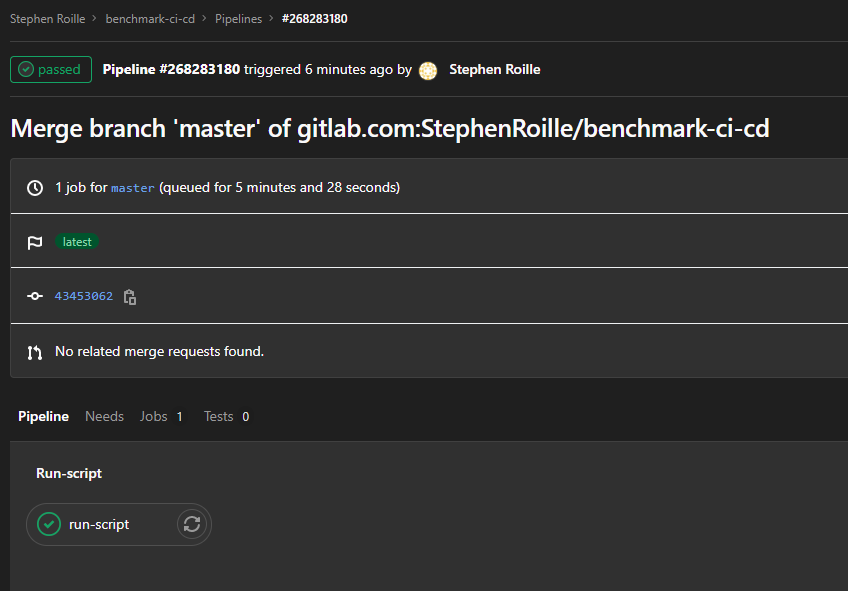 Stephen Roille > benchmark-ci-cd > Pipelines > #268283180
passed Pipeline #268283180 triggered 6 minutes ago by Stephen Roille
Merge branch 'master' of gitlab.com:StephenRoille/benchmark-ci-cd
1 job for master (queued for 5 minutes and 28 seconds)
latest
43453062
No related merge requests found.
Pipeline Needs Jobs 1 Tests 0
Run-script
run-script